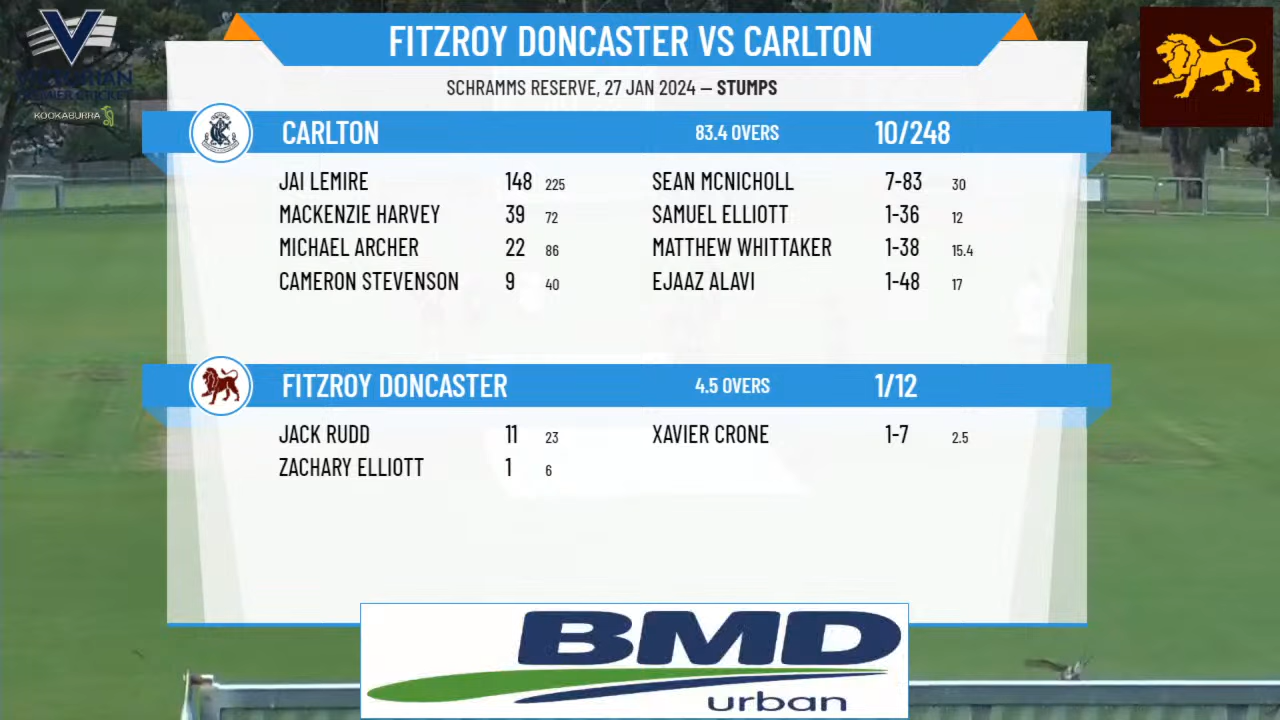 FITZROY DONCASTER VS CARLTON
SCHRAMMS RESERVE, 27 JAN 2024 – STUMPS
KOOKABURRA
CARLTON 83.4 OVERS 10/248
JAI LEMIRE 148 225 SEAN MCNICHOLL 7-83 30
MACKENZIE HARVEY 39 72 SAMUEL ELLIOTT 1-36 12
MICHAEL ARCHER 22 86 MATTHEW WHITTAKER 1-38 15.4
CAMERON STEVENSON 9 40 EJAAZ ALAVI 1-48 17
FITZROY DONCASTER 4.5 OVERS 1/12
JACK RUDD 11 23 XAVIER CRONE 1-7 2.5
ZACHARY ELLIOTT 1 6
BMD
urban